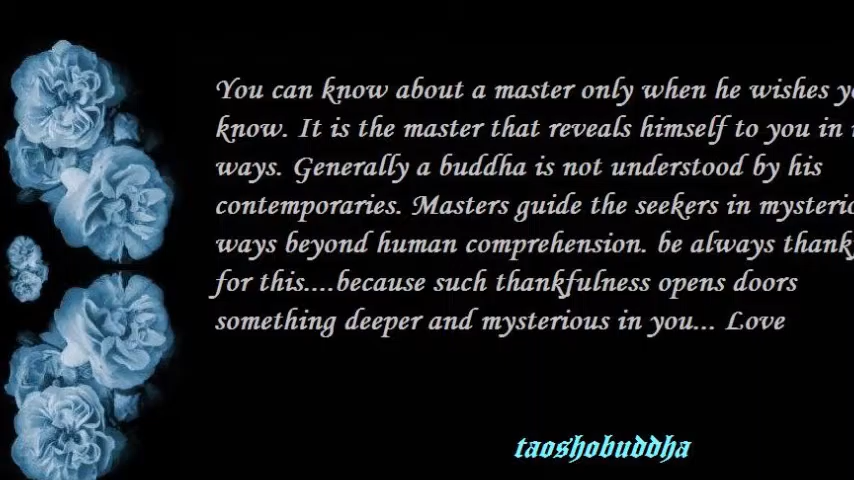 You can know about a master only when he wishes
know. It is the master that reveals himself to you in
ways. Generally a buddha is not understood by his
contemporaries. Masters guide the seekers in
ways beyond human comprehension. be always
for this....because such thankfulness opens doors
something deeper and mysterious in you... Love
taoshobuddha